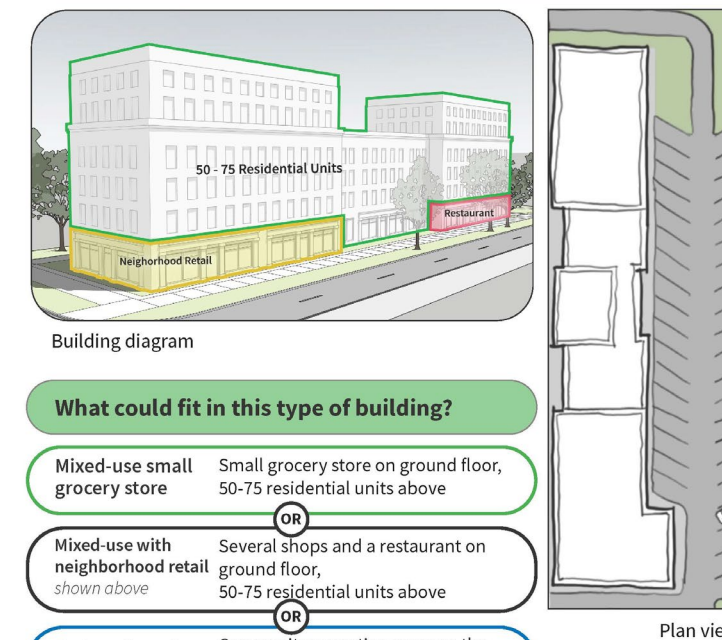 50 - 75 Residential Units
Restaurant
Neighorhood Retail
Building diagram
What could fit in this type of building?
Mixed-use small
grocery store
Small grocery store on ground floor,
50-75 residential units above
OR
Mixed-use with
neighborhood retail
shown above
Several shops and a restaurant on
ground floor,
50-75 residential units above
OR
Plan vie